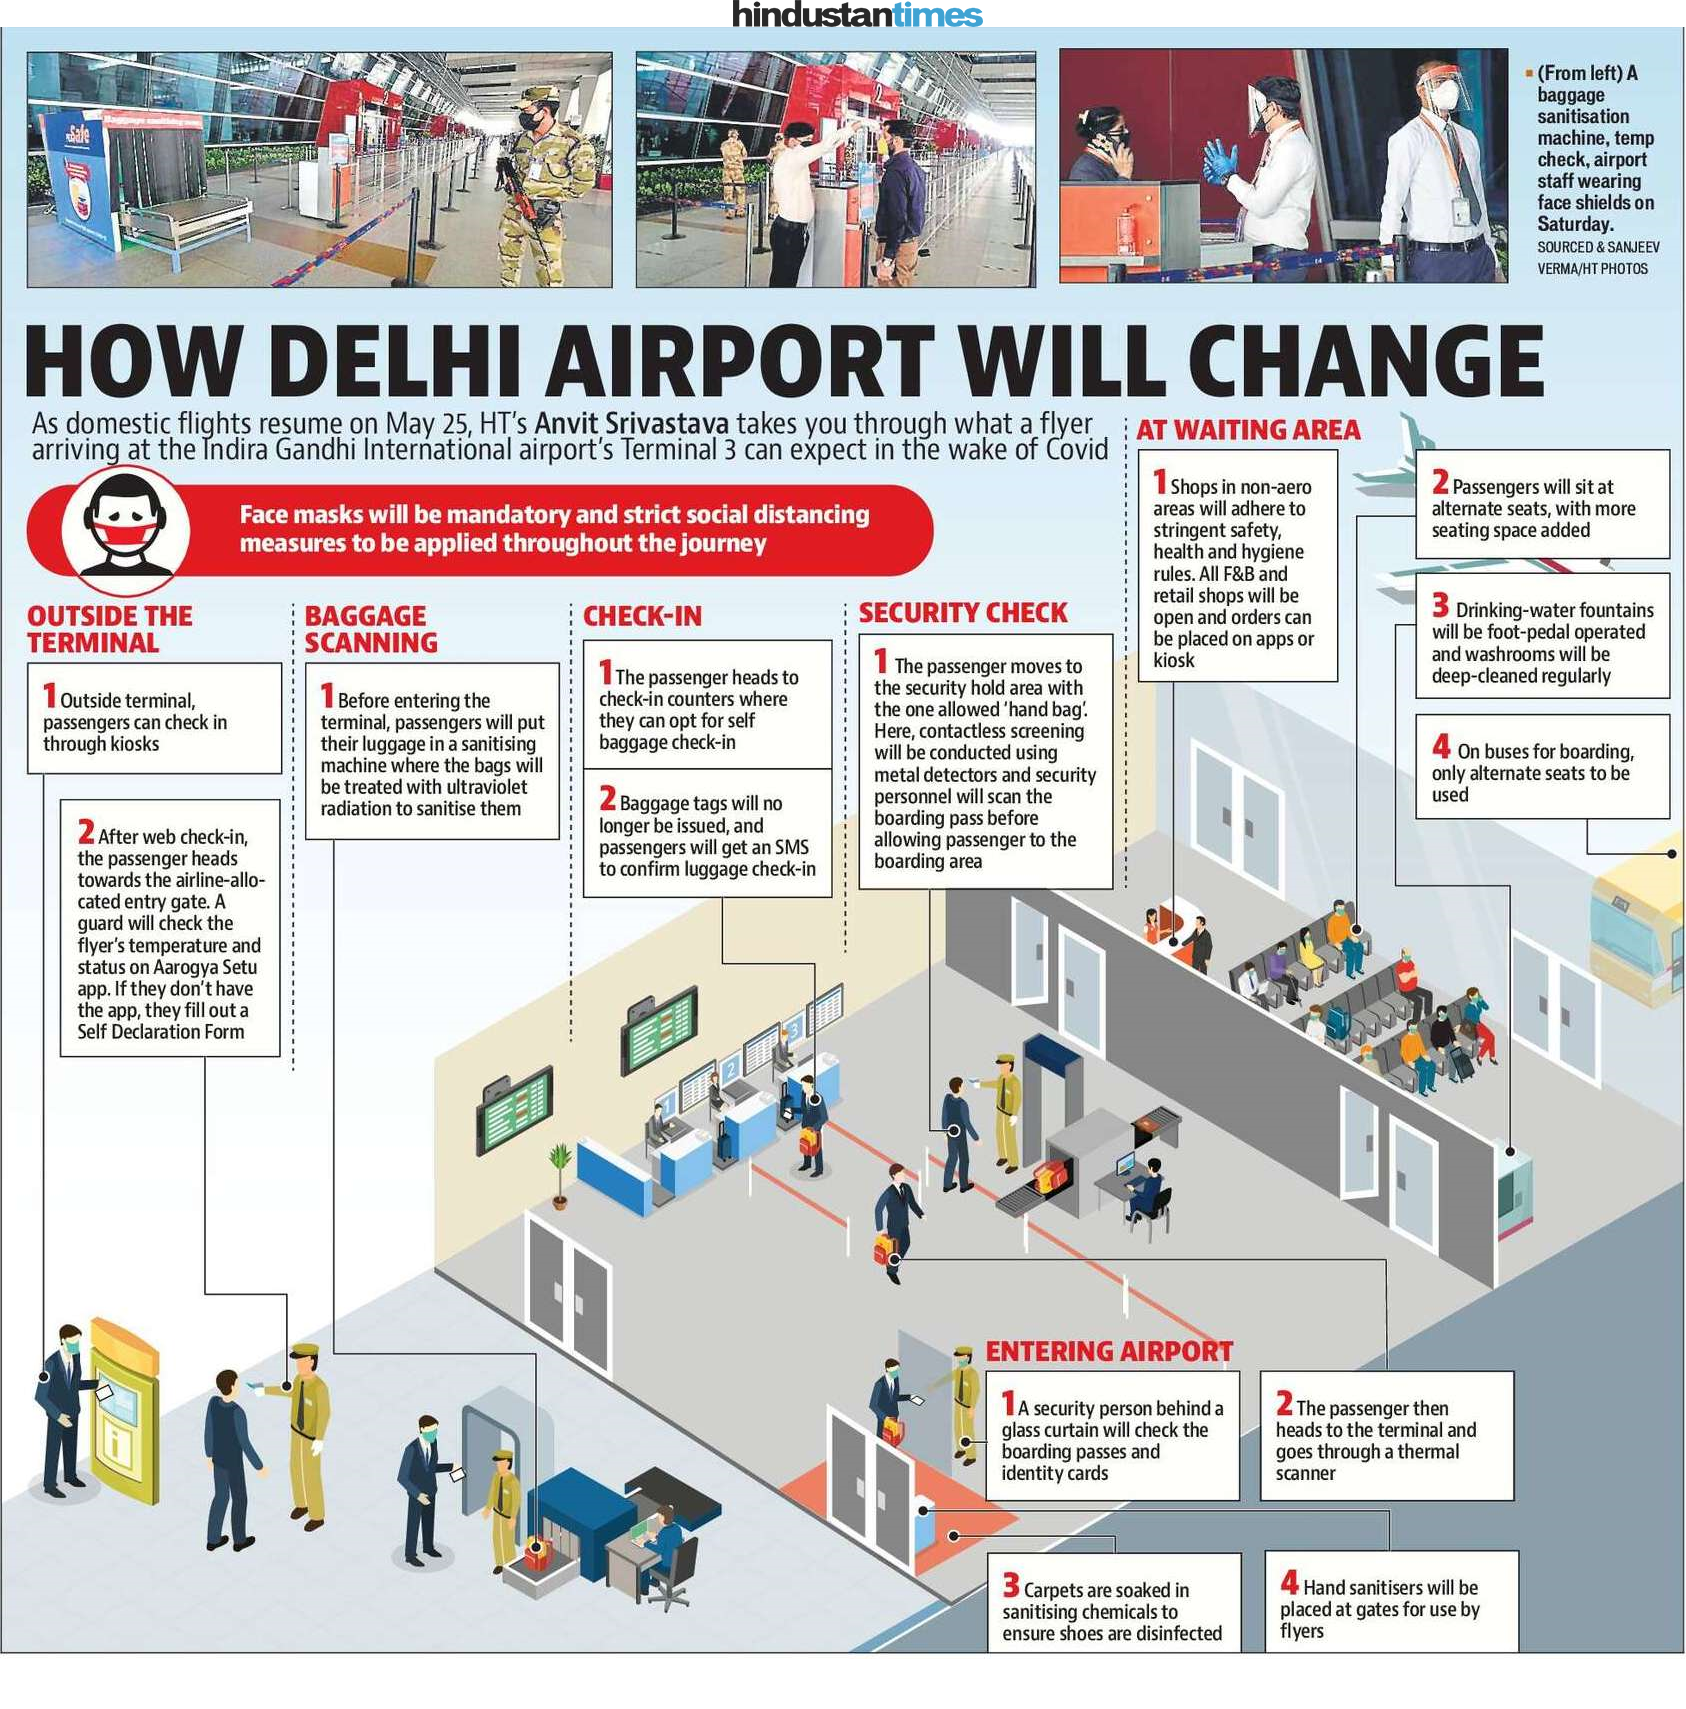 hindustantimes
(From left) A
baggage
sanitisation
machine, temp
check, airport
staff wearing
face shields on
Saturday.
SOURCED & SANJEEV
VERMA/HT PHOTOS
HOW DELHI AIRPORT WILL CHANGE
As domestic flights resume on May 25, HT's Anvit Srivastava takes you through what a flyer
arriving at the Indira Gandhi International airport's Terminal 3 can expect in the wake of Covid
Face masks will be mandatory and strict social distancing
measures to be applied throughout the journey
OUTSIDE THE
TERMINAL
1 Outside terminal,
passengers can check in
through kiosks
2 After web check-in,
the passenger heads
towards the airline-allo-
cated entry gate. A
guard will check the
flyer's temperature and
status on Aarogya Setu
app. If they don't have
the app, they fill out a
Self Declaration Form
BAGGAGE
SCANNING
1 Before entering the
terminal, passengers will put
their luggage in a sanitising
machine where the bags will
be treated with ultraviolet
radiation to sanitise them
CHECK-IN
1 The passenger heads to
check-in counters where
they can opt for self
baggage check-in
2 Baggage tags will no
longer be issued, and
passengers will get an SMS
to confirm luggage check-in
SECURITY CHECK
1 The passenger moves to
the security hold area with
the one allowed 'hand bag'.
Here, contactless screening
will be conducted using
metal detectors and security
personnel will scan the
boarding pass before
allowing passenger to the
boarding area
AT WAITING AREA
1 Shops in non-aero
areas will adhere to
stringent safety,
health and hygiene
rules. All F&B and
retail shops will be
open and orders can
be placed on apps or
kiosk
2 Passengers will sit at
alternate seats, with more
seating space added
3 Drinking-water fountains
will be foot-pedal operated
and washrooms will be
deep-cleaned regularly
4 On buses for boarding,
only alternate seats to be
used
1
2
3
ENTERING AIRPORT
1 A security person behind a
glass curtain will check the
boarding passes and
identity cards
2 The passenger then
heads to the terminal and
goes through a thermal
scanner
3 Carpets are soaked in
sanitising chemicals to
ensure shoes are disinfected
4 Hand sanitisers will be
placed at gates for use by
flyers